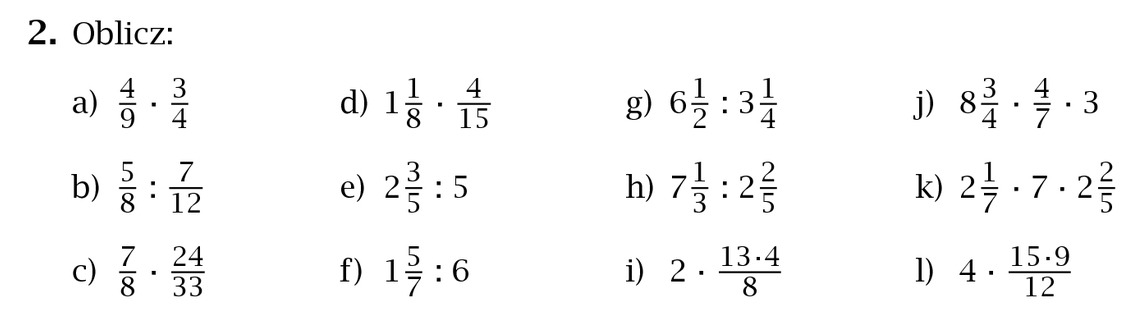 2. Oblicz:
a) 4/9 · 3/4
b) 5/8 : 7/12
c) 7/8 · 24/33
d) 1 1/8 · 4/15
e) 2 3/5 : 5
f) 1 5/7 : 6
g) 6 1/2 : 3 1/4
h) 7 1/3 : 2 2/5
i) 2 · 13·4/8
j) 8 3/4 · 4/7 · 3
k) 2 1/7 · 7 · 2 2/5
l) 4 · 15·9/12